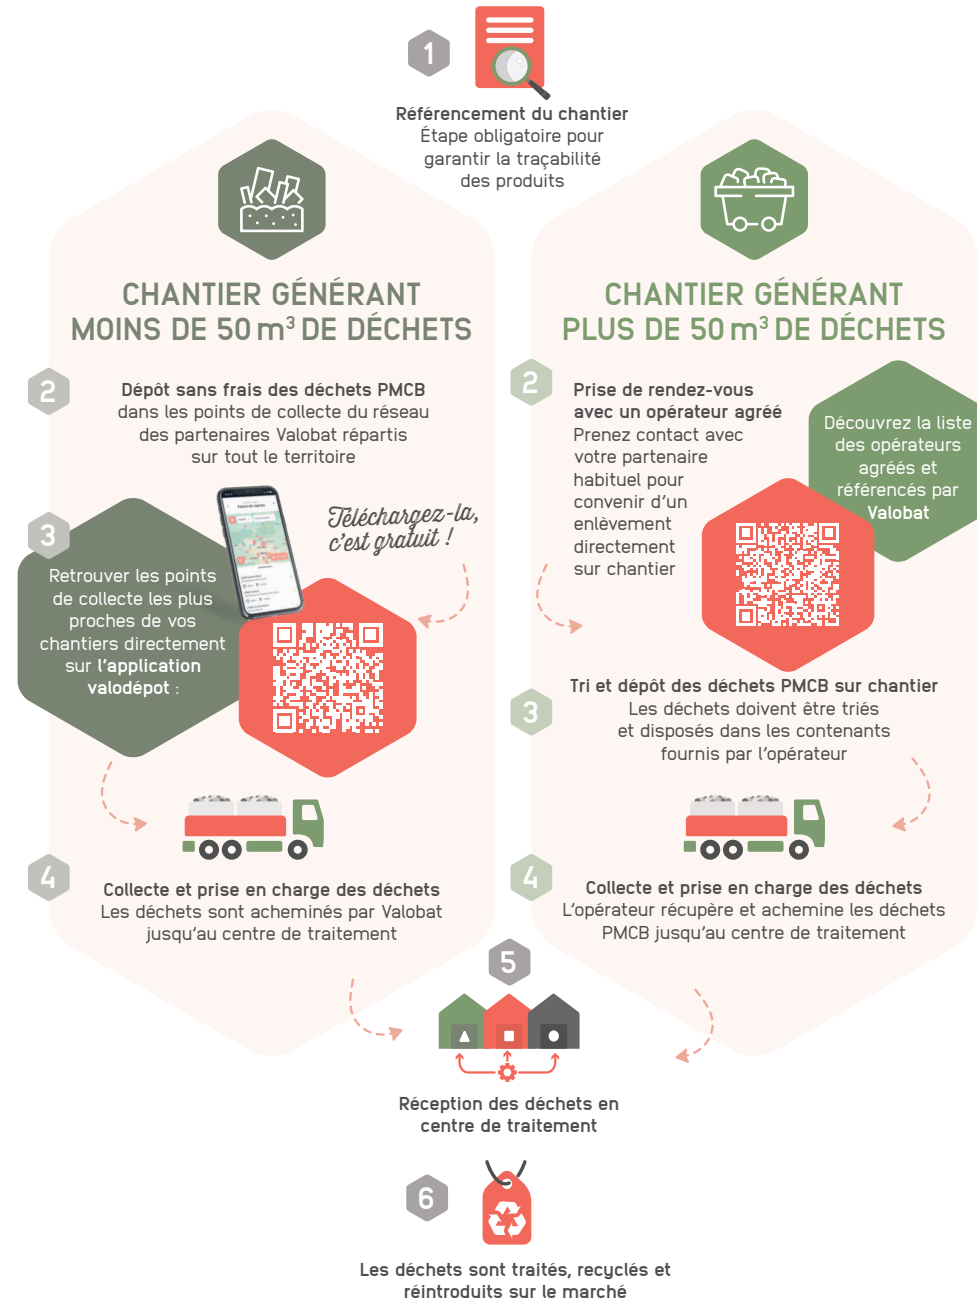 1
Référencement du chantier
Étape obligatoire pour
garantir la traçabilité
des produits
CHANTIER GÉNÉRANT
MOINS DE 50 m³ DE DÉCHETS
2
Dépôt sans frais des déchets PMCB
dans les points de collecte du réseau
des partenaires Valobat répartis
sur tout le territoire
Téléchargez-la,
c'est gratuit !
3
Retrouver les points
de collecte les plus
proches de vos
chantiers directement
sur l'application
valodépot :
4
Collecte et prise en charge des déchets
Les déchets sont acheminés par Valobat
jusqu'au centre de traitement
CHANTIER GÉNÉRANT
PLUS DE 50 m³ DE DÉCHETS
2
Prise de rendez-vous
avec un opérateur agréé
Prenez contact avec
votre partenaire
habituel pour
convenir d'un
enlèvement
directement
sur chantier
Découvrez la liste
des opérateurs
agréés et
référencés par
Valobat
3
Tri et dépôt des déchets PMCB sur chantier
Les déchets doivent être triés
et disposés dans les contenants
fournis par l'opérateur
4
Collecte et prise en charge des déchets
L'opérateur récupère et achemine les déchets
PMCB jusqu'au centre de traitement
5
Réception des déchets en
centre de traitement
6
Les déchets sont traités, recyclés et
réintroduits sur le marché